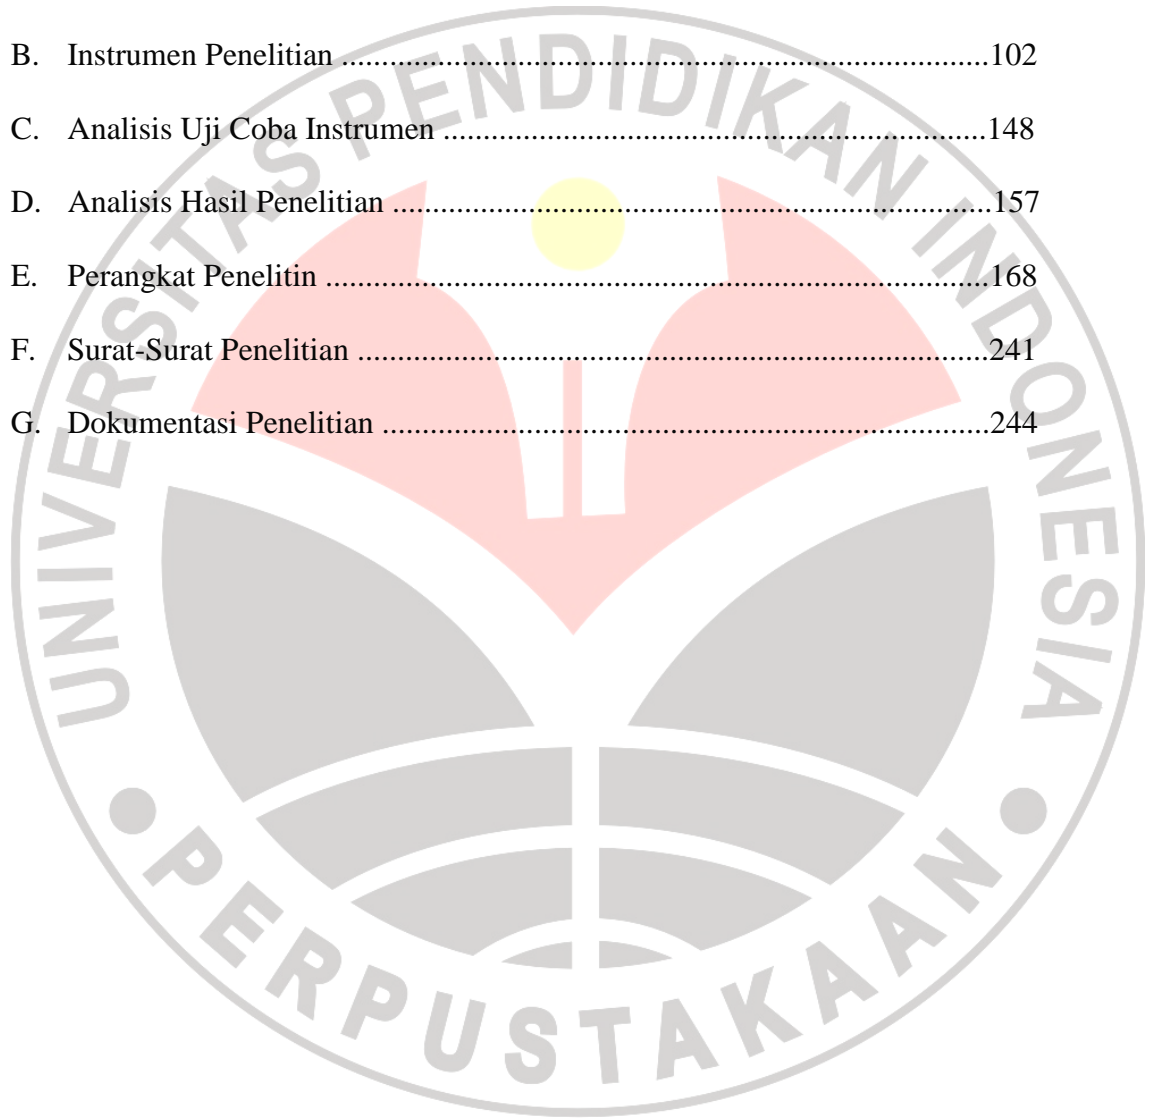 B. Instrumen Penelitian ....................................................................................102
C. Analisis Uji Coba Instrumen ......................................................................148
D. Analisis Hasil Penelitian ............................................................................157
E. Perangkat Penelitin .....................................................................................168
F. Surat-Surat Penelitian .................................................................................241
G. Dokumentasi Penelitian ..............................................................................244
UNIVERSITAS PENDIDIKAN INDONESIA
PERPUSTAKAAN